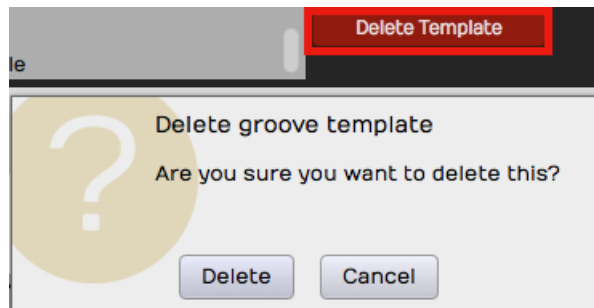 Delete Template
le
Delete groove template
Are you sure you want to delete this?
?
Delete
Cancel